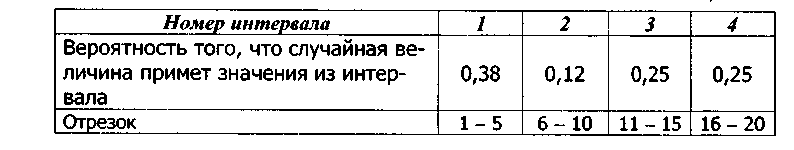 Номер интервала 1 2 3 4
Вероятность того, что случайная ве-
личина примет значения из интер- 0,38 0,12 0,25 0,25
вала
Отрезок 1 – 5 6 – 10 11 – 15 16 – 20